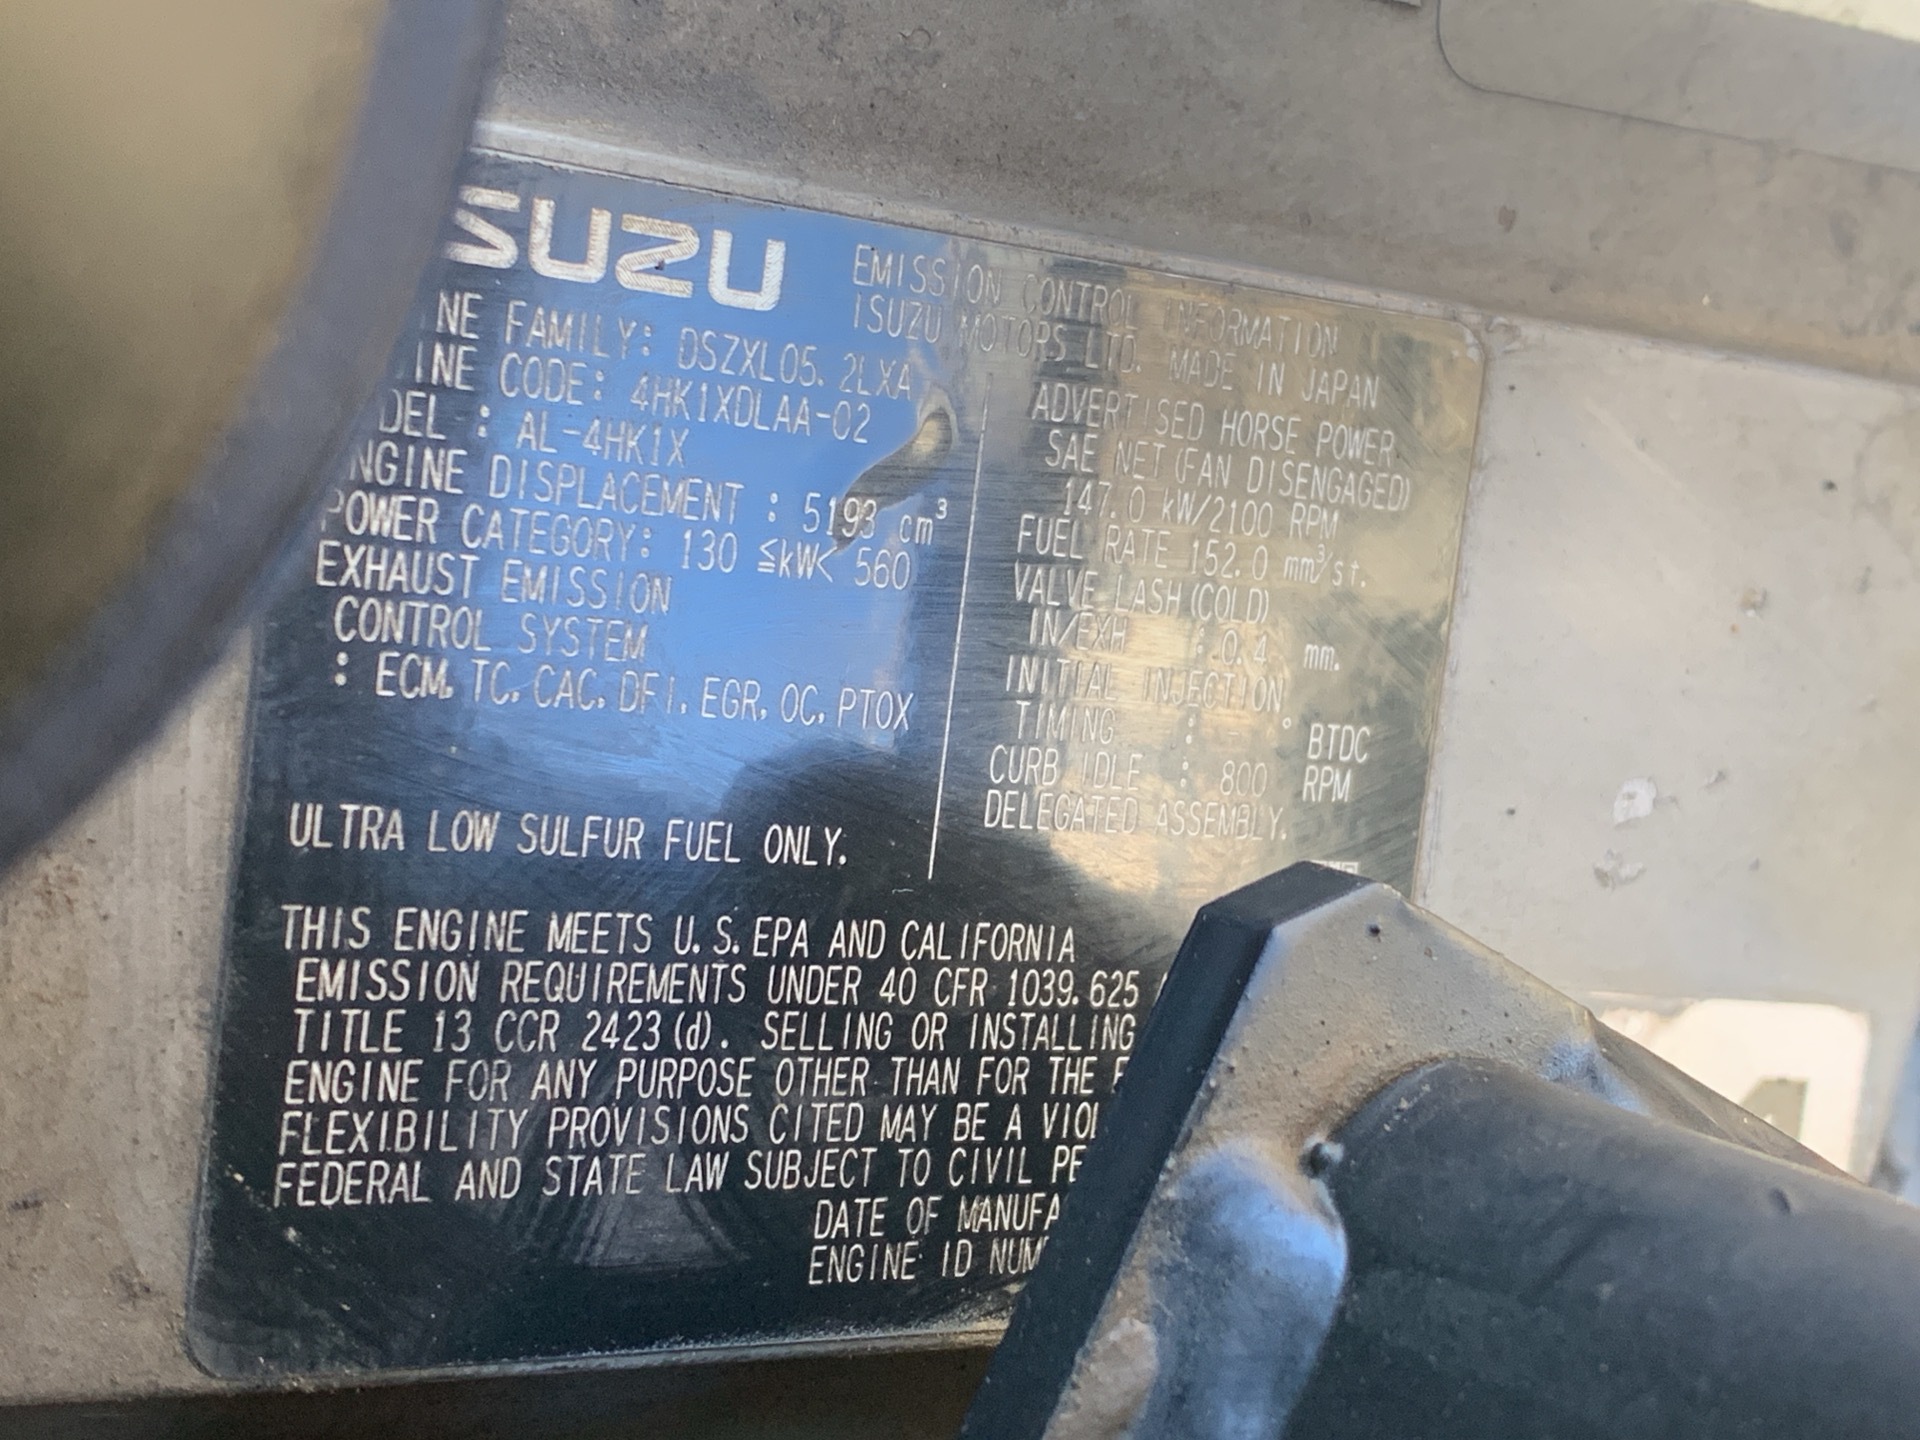 SUZU
EMISSION CONTROL INFORMATION
ISUZU MOTORS LTD. MADE IN JAPAN
NE FAMILY: DSZXL05.2LXA
INE CODE: 4HK1XDLAA-02
DEL : AL-4HK1X
NGINE DISPLACEMENT : 5193 cm³
POWER CATEGORY: 130 ≦kW< 560
EXHAUST EMISSION
CONTROL SYSTEM
: ECM, TC, CAC, DFI, EGR, OC, PTOX
ULTRA LOW SULFUR FUEL ONLY.
ADVERTISED HORSE POWER
SAE NET (FAN DISENGAGED)
147.0 kW/2100 RPM
FUEL RATE 152.0 mm³/st.
VALVE LASH (COLD)
IN/EXH : 0.4 mm.
INITIAL INJECTION
TIMING : - ° BTDC
CURB IDLE : 800 RPM
DELEGATED ASSEMBLY.
THIS ENGINE MEETS U.S. EPA AND CALIFORNIA
EMISSION REQUIREMENTS UNDER 40 CFR 1039.625
TITLE 13 CCR 2423(d). SELLING OR INSTALLING
ENGINE FOR ANY PURPOSE OTHER THAN FOR THE
FLEXIBILITY PROVISIONS CITED MAY BE A VIOL
FEDERAL AND STATE LAW SUBJECT TO CIVIL PE
DATE OF MANUFA
ENGINE ID NUM